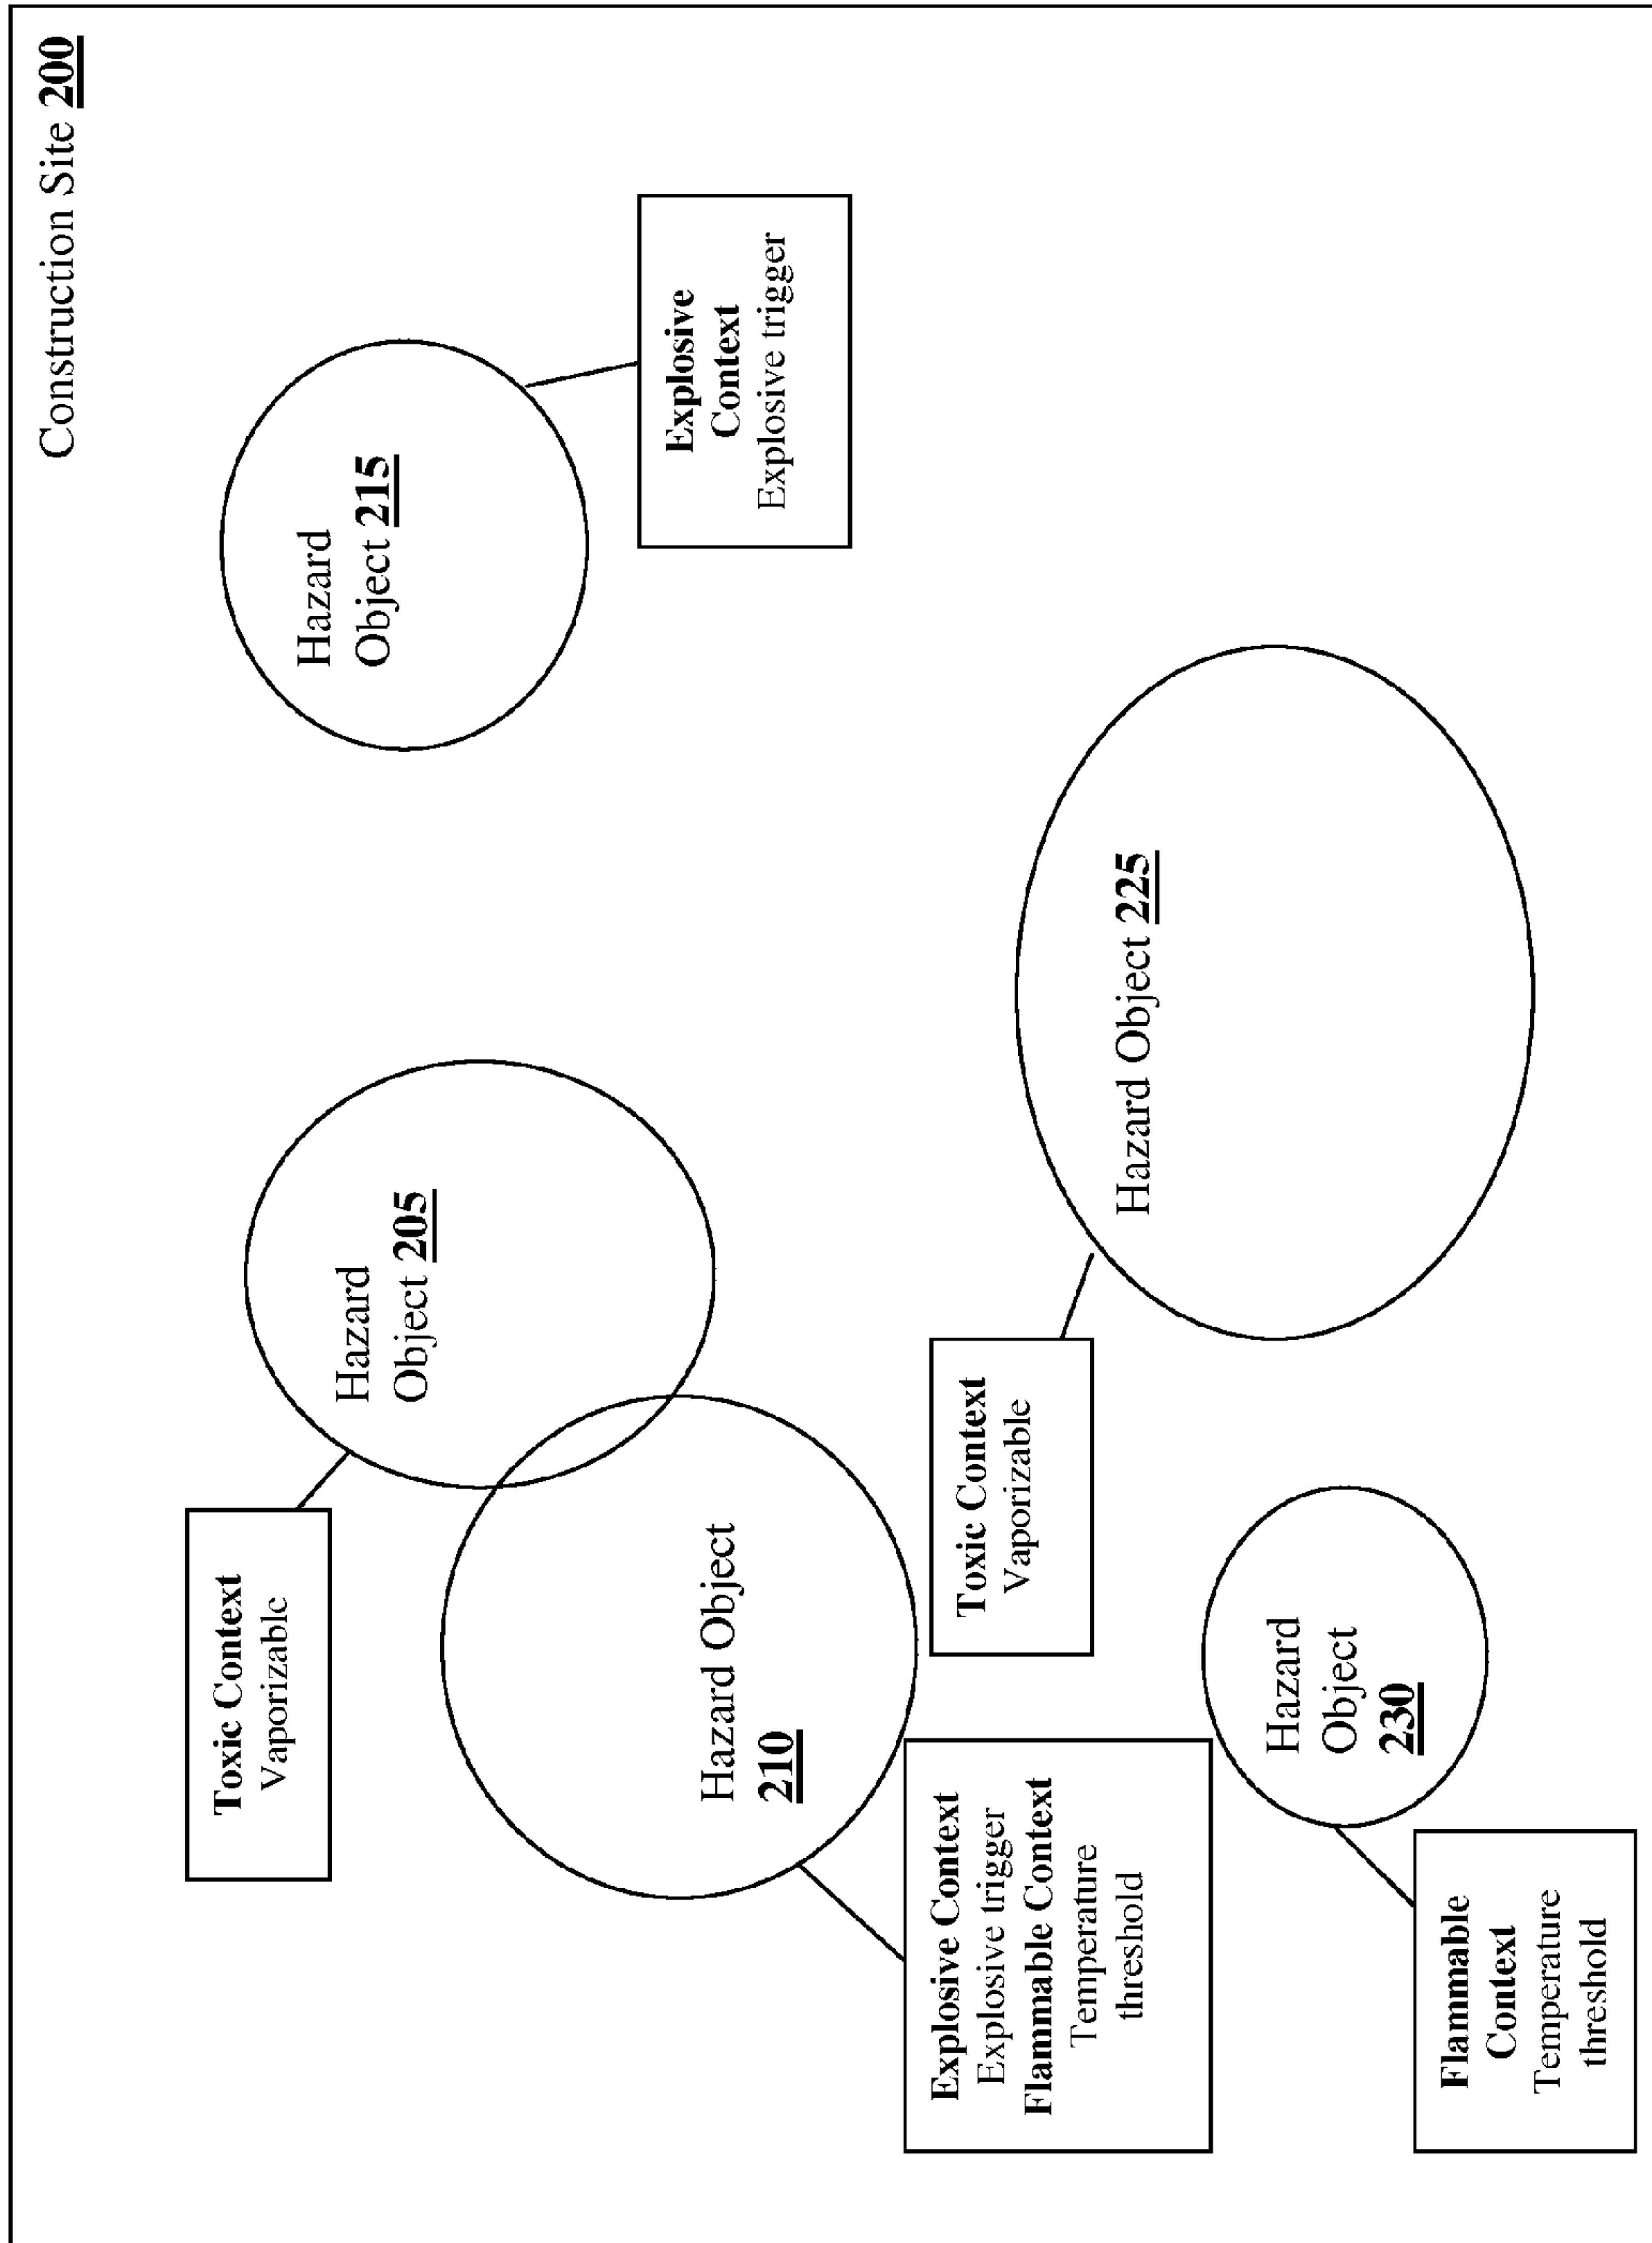 Construction Site 200
Toxic Context
Vaporizable
Hazard
Object 205
Hazard
Object 215
Hazard Object
210
Explosive
Context
Explosive trigger
Explosive Context
Explosive trigger
Flammable Context
Temperature
threshold
Toxic Context
Vaporizable
Hazard Object 225
Hazard
Object
230
Flammable
Context
Temperature
threshold